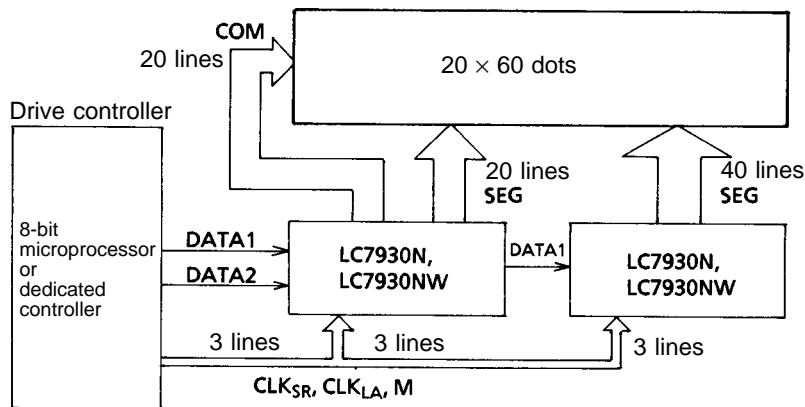 COM
20 lines
20 × 60 dots
Drive controller
20 lines
SEG
40 lines
SEG
8-bit
microprocessor
or
dedicated
controller
DATA1
DATA2
LC7930N,
LC7930NW
DATA1
LC7930N,
LC7930NW
3 lines
3 lines
3 lines
CLKSR, CLKLA, M